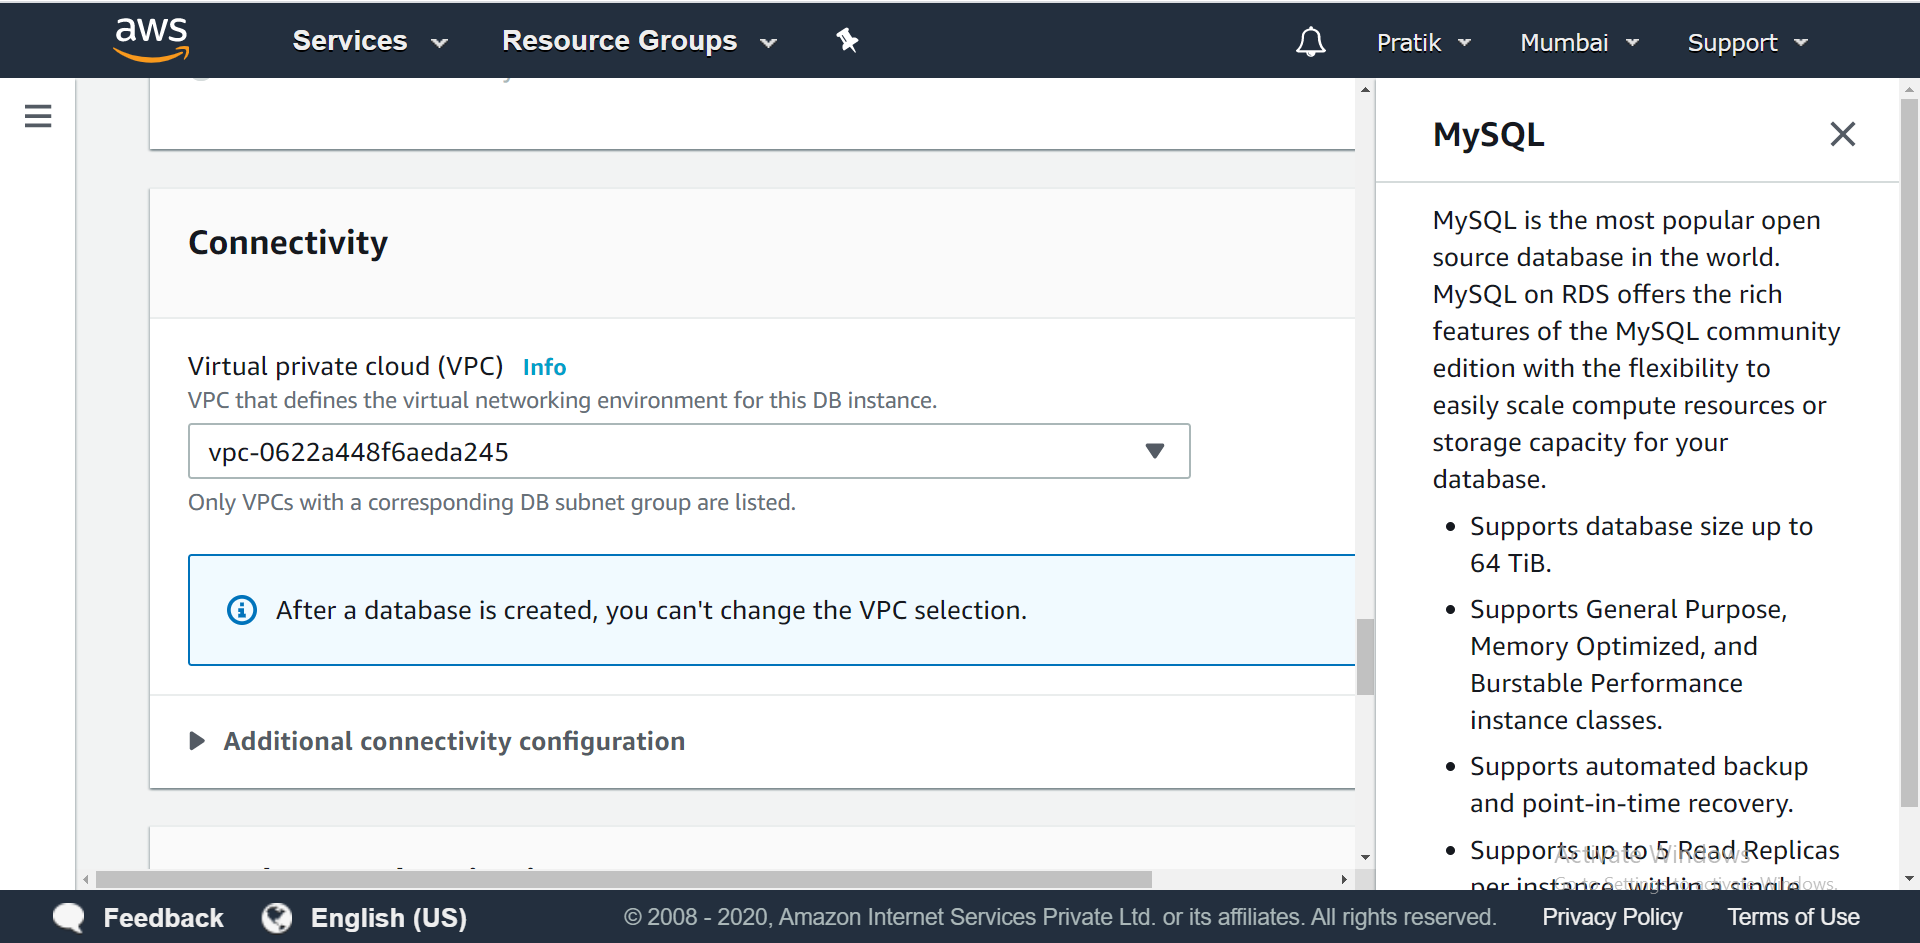 aws Services Resource Groups Pratik Mumbai Support
MySQL
Connectivity
Virtual private cloud (VPC) Info
VPC that defines the virtual networking environment for this DB instance.
vpc-0622a448f6aeda245
Only VPCs with a corresponding DB subnet group are listed.
After a database is created, you can't change the VPC selection.
Additional connectivity configuration
MySQL is the most popular open
source database in the world.
MySQL on RDS offers the rich
features of the MySQL community
edition with the flexibility to
easily scale compute resources or
storage capacity for your
database.
• Supports database size up to
64 TiB.
• Supports General Purpose,
Memory Optimized, and
Burstable Performance
instance classes.
• Supports automated backup
and point-in-time recovery.
• Supports up to 5 Read Replicas
per instance, within a single
Activate Windows
Go to Settings to activate Windows.
Feedback English (US) © 2008 - 2020, Amazon Internet Services Private Ltd. or its affiliates. All rights reserved. Privacy Policy Terms of Use